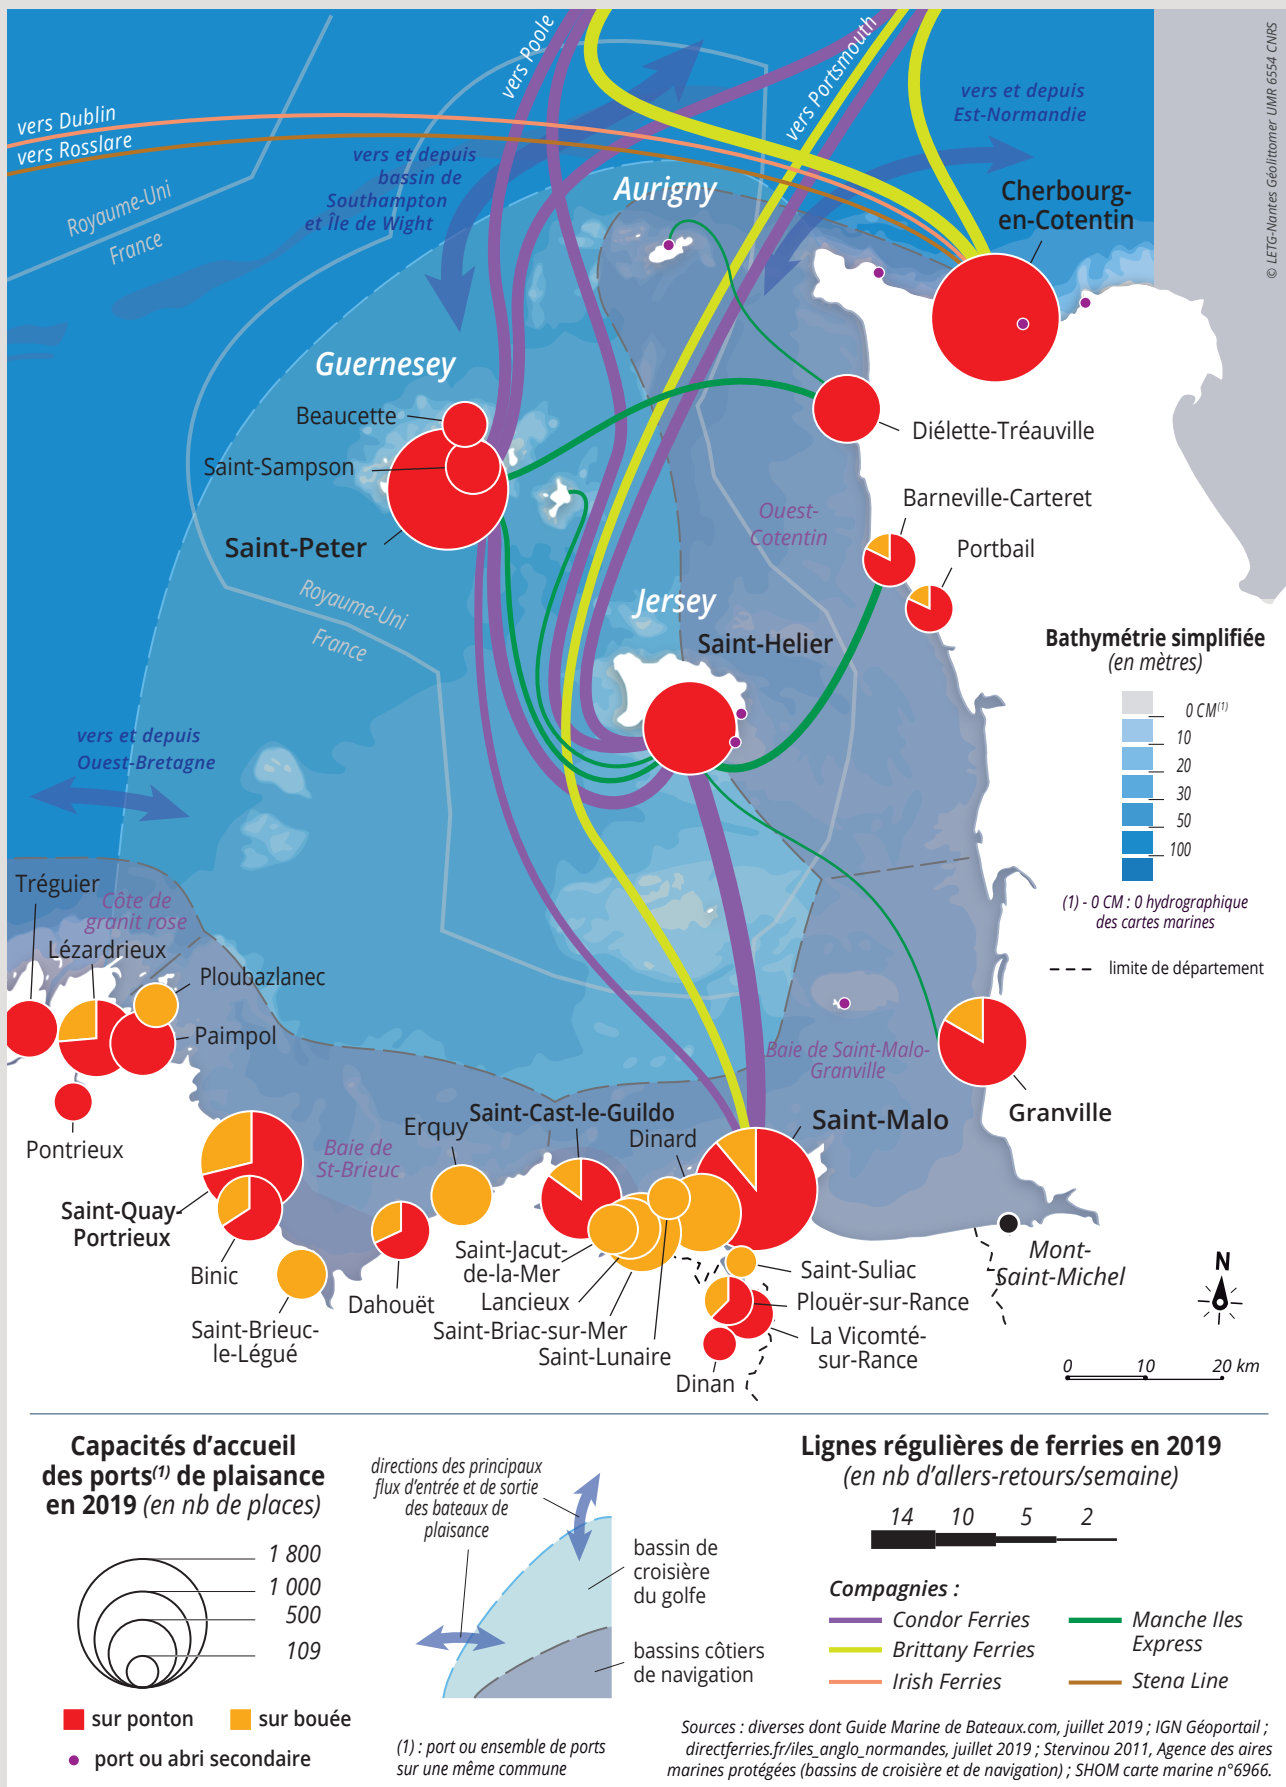 vers Poole
vers Portsmouth
© LETG-Nantes Géolittomer UMR 6554 CNRS
vers Dublin
vers Rosslare
vers et depuis
Est-Normandie
vers et depuis
bassin de
Southampton
et Île de Wight
Royaume-Uni
France
Aurigny
Cherbourg-
en-Cotentin
Guernesey
Beaucette
Saint-Sampson
Saint-Peter
Diélette-Tréauville
Barneville-Carteret
Ouest-
Cotentin
Portbail
Royaume-Uni
France
Jersey
Saint-Helier
Bathymétrie simplifiée
(en mètres)
0 CM(1)
10
20
30
50
100
(1) - 0 CM : 0 hydrographique
des cartes marines
limite de département
vers et depuis
Ouest-Bretagne
Tréguier
Côte de
granit rose
Lézardrieux
Ploubazlanec
Paimpol
Pontrieux
Baie de Saint-Malo-
Granville
Granville
Saint-Cast-le-Guildo
Saint-Malo
Erquy
Dinard
Baie de
St-Brieuc
Saint-Quay-
Portrieux
Binic
Saint-Brieuc-
le-Légué
Dahouët
Saint-Jacut-
de-la-Mer
Lancieux
Saint-Briac-sur-Mer
Saint-Lunaire
Saint-Suliac
Plouër-sur-Rance
La Vicomté-
sur-Rance
Dinan
Mont-
Saint-Michel
N
0 10 20 km
Capacités d’accueil
des ports(1) de plaisance
en 2019 (en nb de places)
1 800
1 000
500
109
sur ponton
sur bouée
port ou abri secondaire
directions des principaux
flux d’entrée et de sortie
des bateaux de
plaisance
bassin de
croisière
du golfe
bassins côtiers
de navigation
(1) : port ou ensemble de ports
sur une même commune
Lignes régulières de ferries en 2019
(en nb d’allers-retours/semaine)
14 10 5 2
Compagnies :
Condor Ferries
Brittany Ferries
Irish Ferries
Manche Iles
Express
Stena Line
Sources : diverses dont Guide Marine de Bateaux.com, juillet 2019 ; IGN Géoportail ;
directferries.fr/iles_anglo_normandes, juillet 2019 ; Stervinou 2011, Agence des aires
marines protégées (bassins de croisière et de navigation) ; SHOM carte marine n°6966.